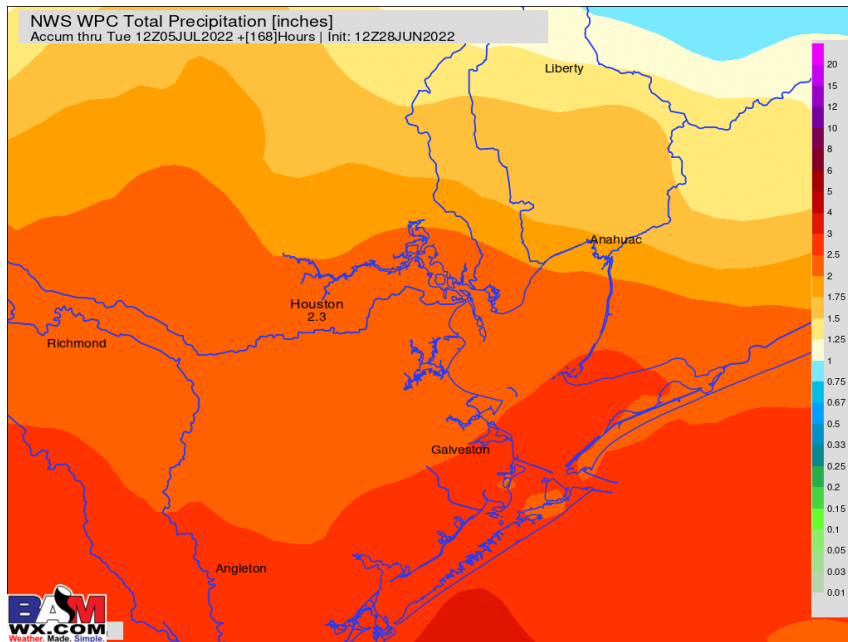 NWS WPC Total Precipitation [inches]
Accum thru Tue 12Z05JUL2022 +[168]Hours | Init: 12Z28JUN2022
Liberty
Anahuac
Houston
2.3
Richmond
Galveston
Angleton
20
15
12
10
8
6
5
4
3
2.5
2
1.75
1.5
1.25
1
0.75
0.67
0.5
0.33
0.25
0.2
0.15
0.1
0.05
0.03
0.01
BAM
WX.COM
Weather. Made. Simple.